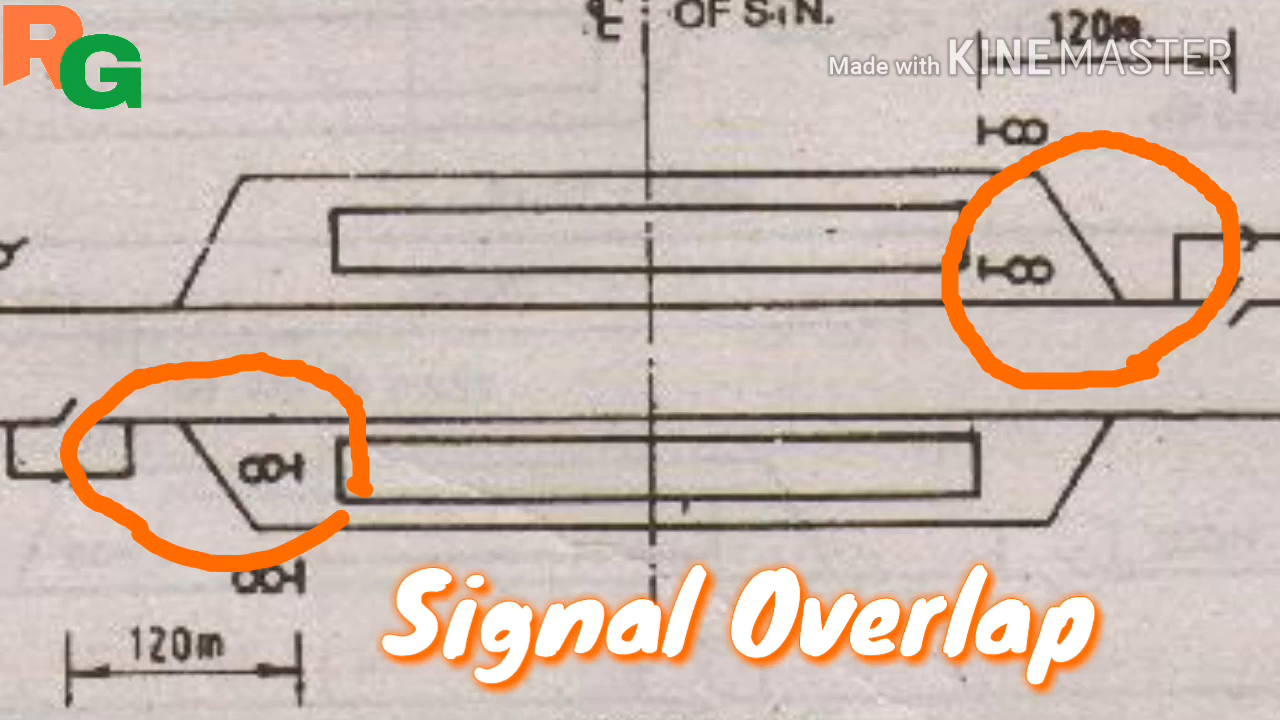 RG
℄ OF S.N.
120m.
Made with KINEMASTER
120m
Signal Overlap